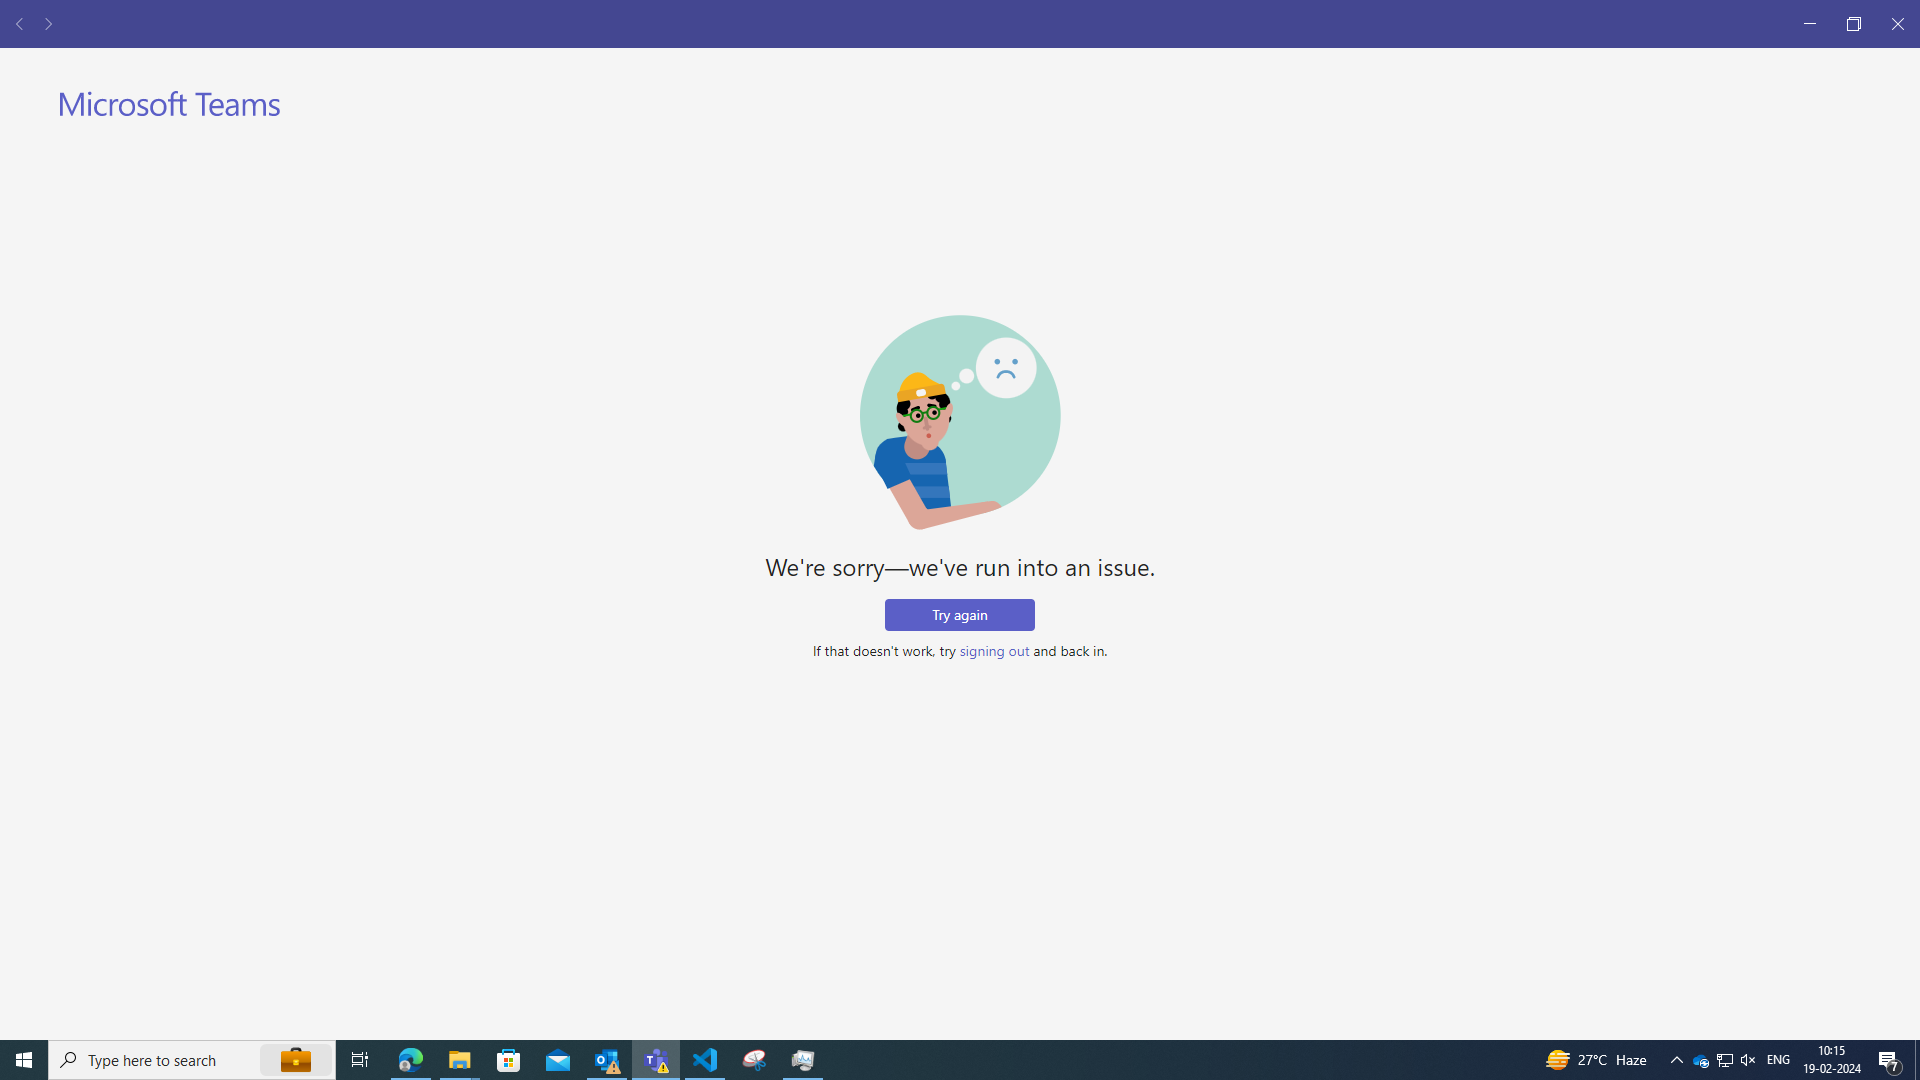 Microsoft Teams
We're sorry—we've run into an issue.
Try again
If that doesn't work, try signing out and back in.
Type here to search
27°C Haze
ENG
10:15
19-02-2024
7